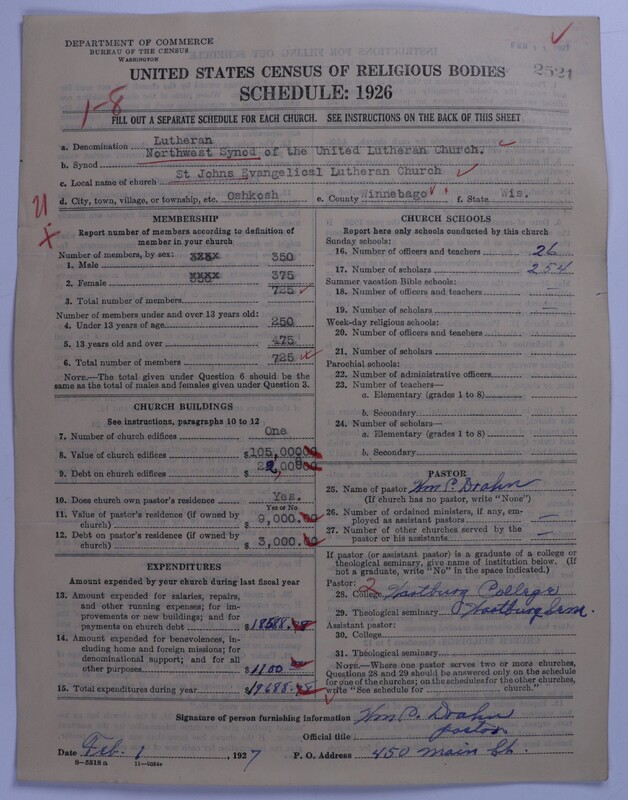 DEPARTMENT OF COMMERCE
BUREAU OF THE CENSUS
WASHINGTON
2521
UNITED STATES CENSUS OF RELIGIOUS BODIES
SCHEDULE: 1926
1-8
FILL OUT A SEPARATE SCHEDULE FOR EACH CHURCH. SEE INSTRUCTIONS ON THE BACK OF THIS SHEET
a. Denomination Lutheran
b. Synod Northwest Synod of the United Lutheran Church.
c. Local name of church St Johns Evangelical Lutheran Church
d. City, town, village, or township, etc. Oshkosh e. County Winnebago f. State Wis.
MEMBERSHIP
Report number of members according to definition of
member in your church
Number of members, by sex:
1. Male 350
2. Female 375
3. Total number of members 725
Number of members under and over 13 years old:
4. Under 13 years of age 250
5. 13 years old and over 475
6. Total number of members 725
NOTE.—The total given under Question 6 should be
same as the total of males and females given under Question 3.
CHURCH BUILDINGS
See instructions, paragraphs 10 to 12
7. Number of church edifices One
8. Value of church edifices $105,000.00
9. Debt on church edifices $
10. Does church own pastor's residence Yes.
Yes or No
11. Value of pastor's residence (if owned by
church) $ 9,000.00
12. Debt on pastor's residence (if owned by
church) $ 3,000.00
EXPENDITURES
Amount expended by your church during last fiscal year
13. Amount expended for salaries, repairs,
and other running expenses; for im-
provements or new buildings; and for
payments on church debt $18588.
14. Amount expended for benevolences, in-
cluding home and foreign missions; for
denominational support; and for all
other purposes $1100
15. Total expenditures during year $19688.
CHURCH SCHOOLS
Report here only schools conducted by this church
Sunday schools:
16. Number of officers and teachers 26
17. Number of scholars 254
Summer vacation Bible schools:
18. Number of officers and teachers —
19. Number of scholars —
Week-day religious schools:
20. Number of officers and teachers
21. Number of scholars
Parochial schools:
22. Number of administrative officers
23. Number of teachers—
a. Elementary (grades 1 to 8)
b. Secondary
24. Number of scholars—
a. Elementary (grades 1 to 8)
b. Secondary
PASTOR
25. Name of pastor Wm C. Drahn
(If church has no pastor, write "None")
26. Number of ordained ministers, if any, em-
ployed as assistant pastors —
27. Number of other churches served by the
pastor or his assistants —
If pastor (or assistant pastor) is a graduate of a college or
theological seminary, give name of institution below. (If
not a graduate, write "No" in the space indicated.)
Pastor:
28. College Wartburg College
29. Theological seminary Wartburg Sem.
Assistant pastor:
30. College
31. Theological seminary
NOTE.—Where one pastor serves two or more churches,
Questions 28 and 29 should be answered only on the schedule
for one of the churches; on the schedules for the other churches,
write "See schedule for church."
Signature of person furnishing information Wm C. Drahn
Official title pastor
Date Feb. 1, 1927 P. O. Address 450 Main St.
8-5518a